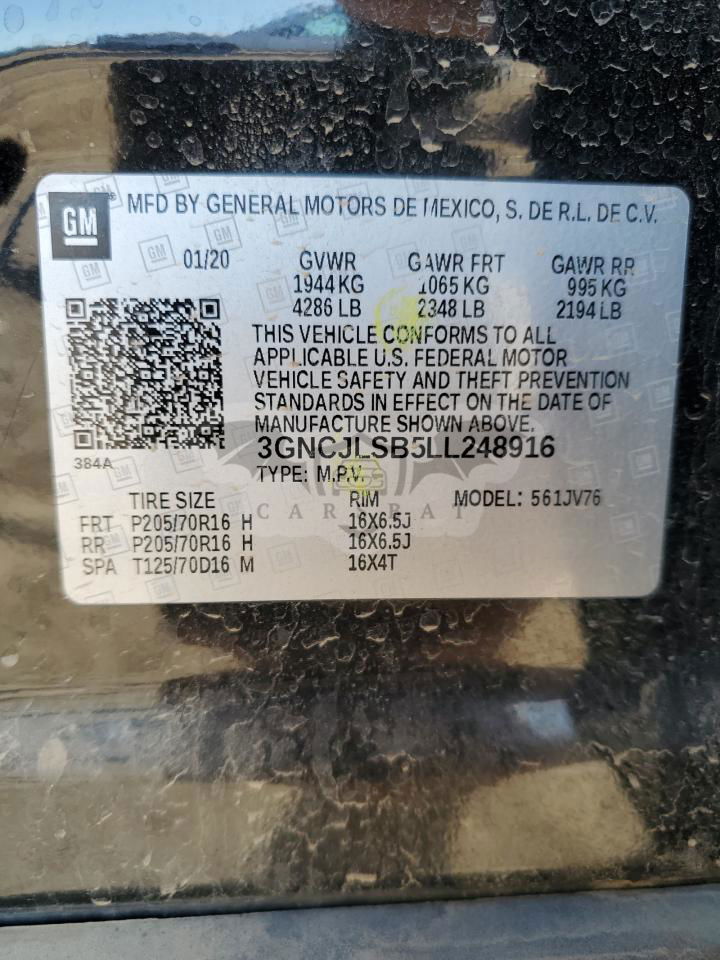 GM MFD BY GENERAL MOTORS DE MEXICO, S. DE R.L. DE C.V.
01/20 GVWR GAWR FRT GAWR RR
1944 KG 1065 KG 995 KG
4286 LB 2348 LB 2194 LB
THIS VEHICLE CONFORMS TO ALL
APPLICABLE U.S. FEDERAL MOTOR
VEHICLE SAFETY AND THEFT PREVENTION
STANDARDS IN EFFECT ON THE DATE OF
MANUFACTURE SHOWN ABOVE.
3GNCJLSB5LL248916
384A
TYPE: M.P.V.
TIRE SIZE RIM MODEL: 561JV76
CARSBAT
FRT P205/70R16 H 16X6.5J
RR P205/70R16 H 16X6.5J
SPA T125/70D16 M 16X4T